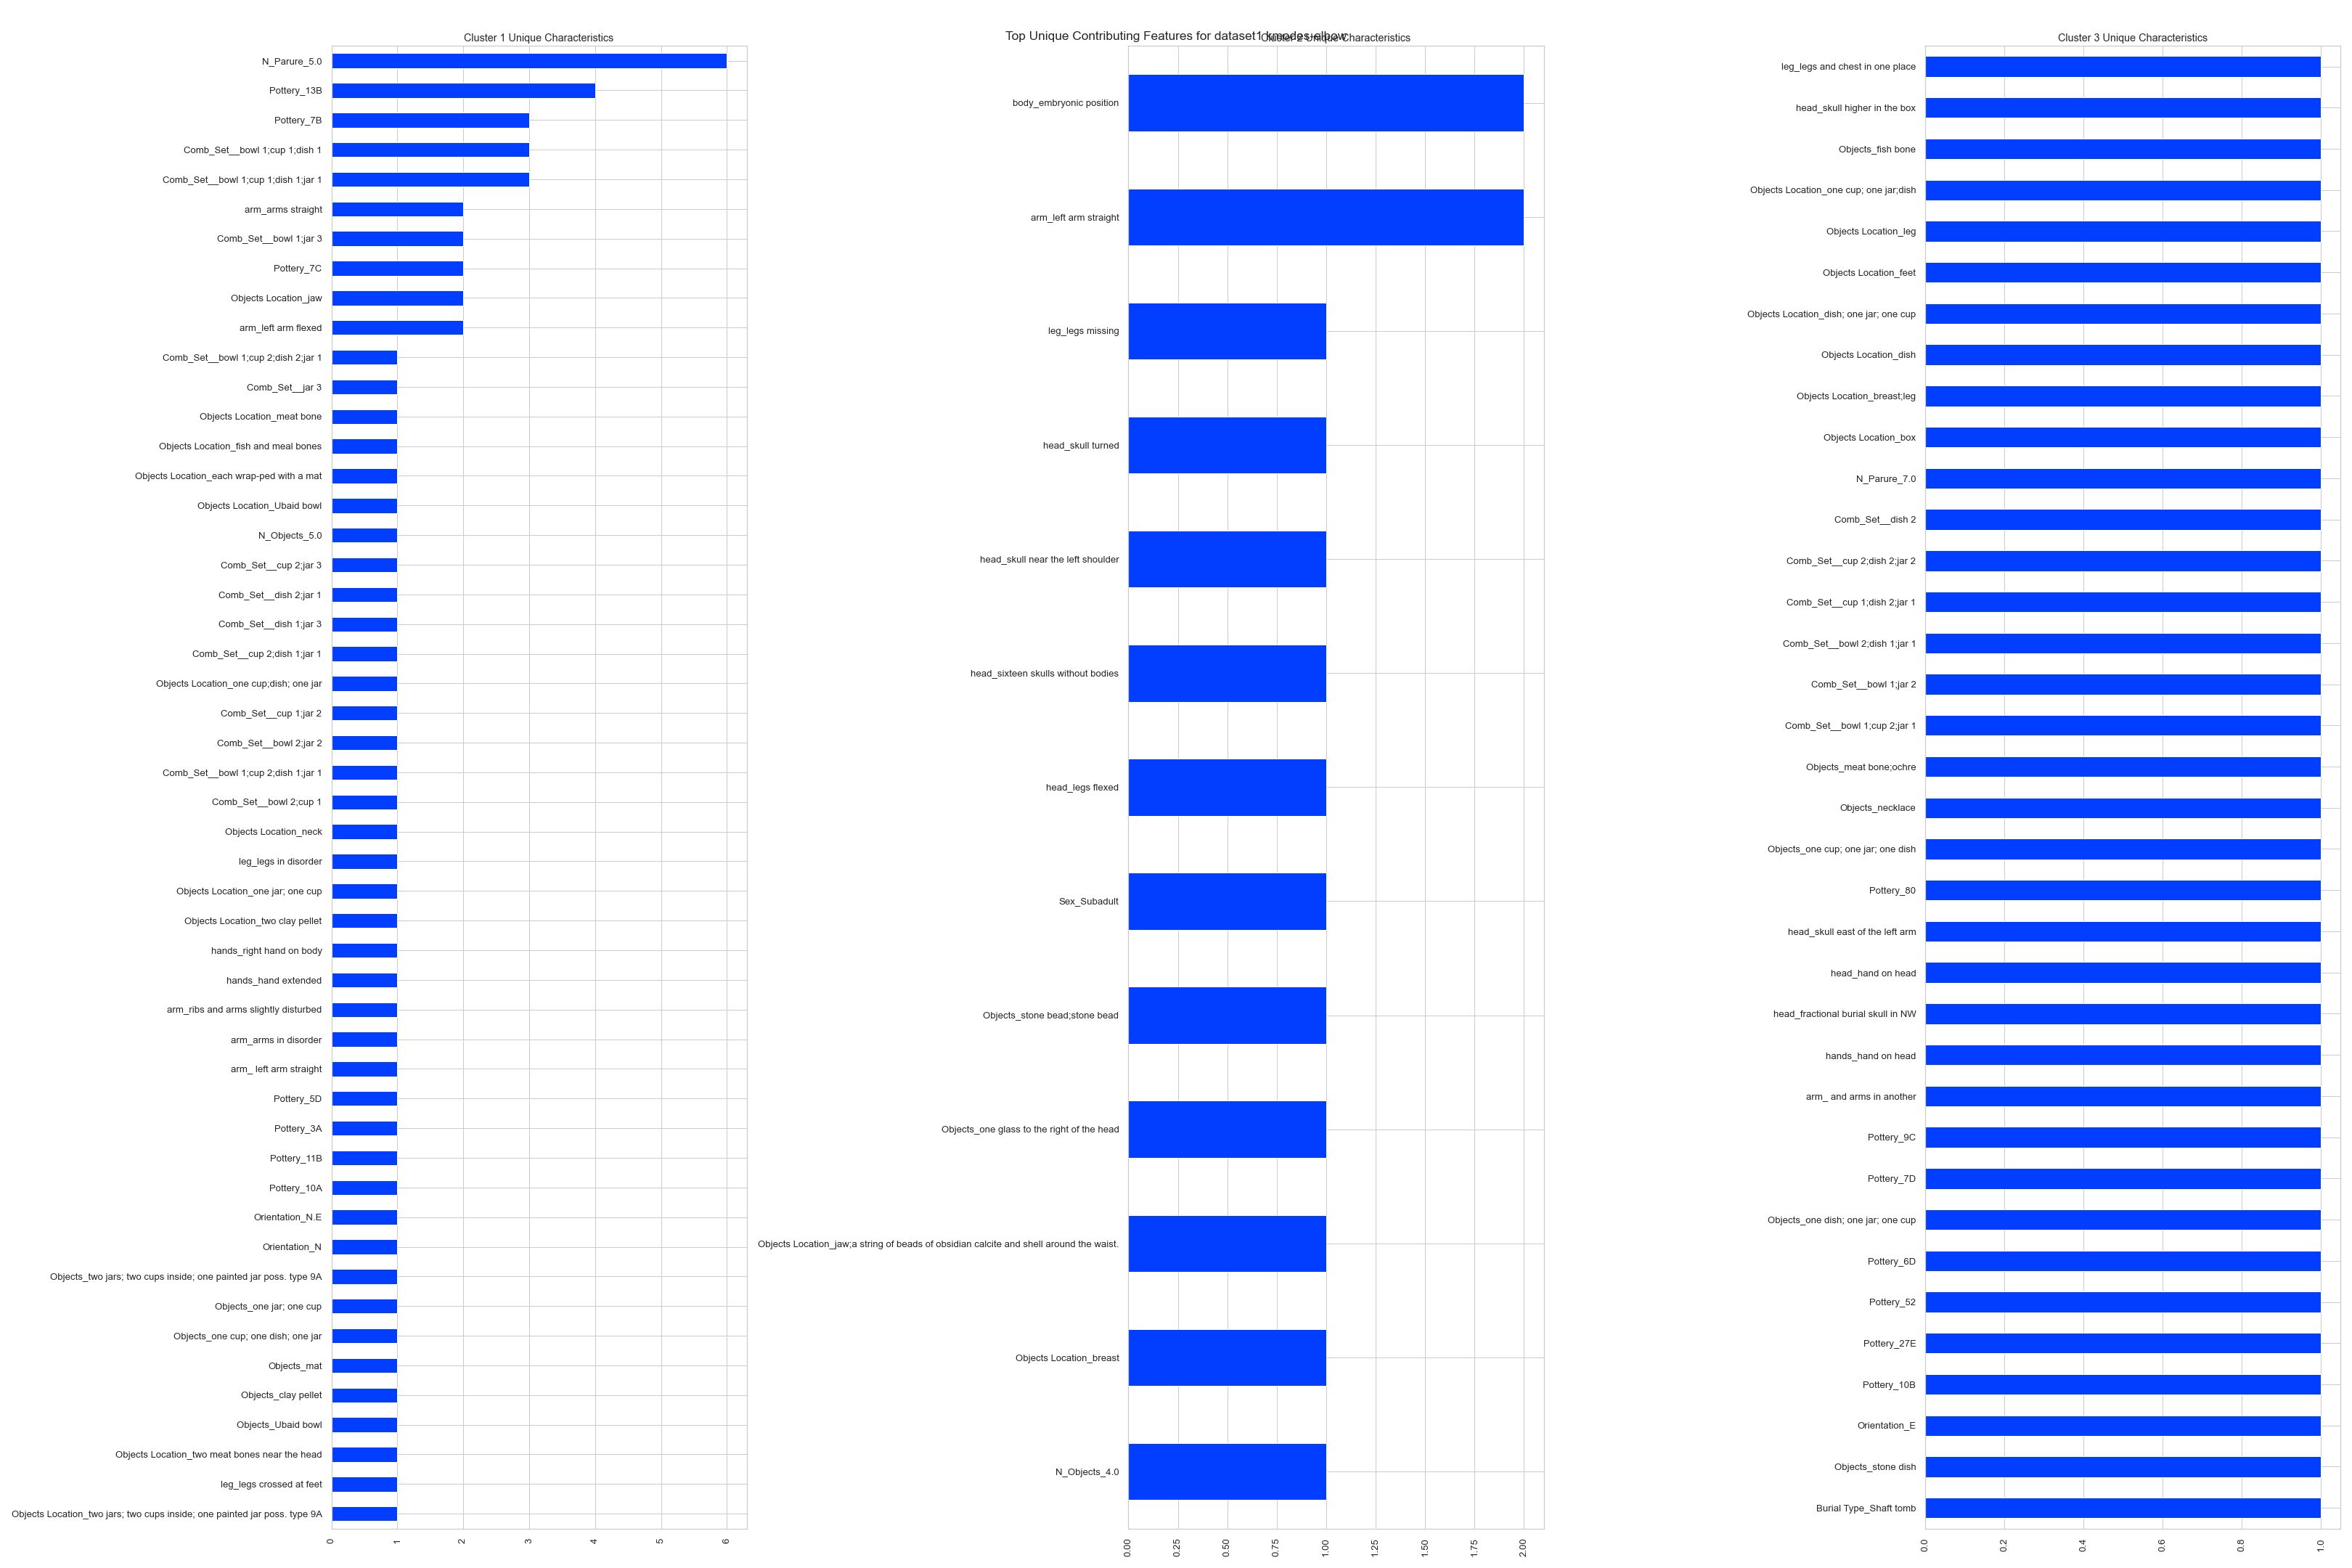 Top Unique Contributing Features for dataset1 kmodes-elbow
Cluster 1 Unique Characteristics
N_Parure_5.0
Pottery_13B
Pottery_7B
Comb_Set__bowl 1;cup 1;dish 1
Comb_Set__bowl 1;cup 1;dish 1;jar 1
arm_arms straight
Comb_Set__bowl 1;jar 3
Pottery_7C
Objects Location_jaw
arm_left arm flexed
Comb_Set__bowl 1;cup 2;dish 2;jar 1
Comb_Set__jar 3
Objects Location_meat bone
Objects Location_fish and meal bones
Objects Location_each wrap-ped with a mat
Objects Location_Ubaid bowl
N_Objects_5.0
Comb_Set__cup 2;jar 3
Comb_Set__dish 2;jar 1
Comb_Set__dish 1;jar 3
Comb_Set__cup 2;dish 1;jar 1
Objects Location_one cup;dish; one jar
Comb_Set__cup 1;jar 2
Comb_Set__bowl 2;jar 2
Comb_Set__bowl 1;cup 2;dish 1;jar 1
Comb_Set__bowl 2;cup 1
Objects Location_neck
leg_legs in disorder
Objects Location_one jar; one cup
Objects Location_two clay pellet
hands_right hand on body
hands_hand extended
arm_ribs and arms slightly disturbed
arm_arms in disorder
arm_ left arm straight
Pottery_5D
Pottery_3A
Pottery_11B
Pottery_10A
Orientation_N.E
Orientation_N
Objects_two jars; two cups inside; one painted jar poss. type 9A
Objects_one jar; one cup
Objects_one cup; one dish; one jar
Objects_mat
Objects_clay pellet
Objects_Ubaid bowl
Objects Location_two meat bones near the head
leg_legs crossed at feet
Objects Location_two jars; two cups inside; one painted jar poss. type 9A
0 1 2 3 4 5 6
Cluster 2 Unique Characteristics
body_embryonic position
arm_left arm straight
leg_legs missing
head_skull turned
head_skull near the left shoulder
head_sixteen skulls without bodies
head_legs flexed
Sex_Subadult
Objects_stone bead;stone bead
Objects_one glass to the right of the head
Objects Location_jaw;a string of beads of obsidian calcite and shell around the waist.
Objects Location_breast
N_Objects_4.0
0.00 0.25 0.50 0.75 1.00 1.25 1.50 1.75 2.00
Cluster 3 Unique Characteristics
leg_legs and chest in one place
head_skull higher in the box
Objects_fish bone
Objects Location_one cup; one jar;dish
Objects Location_leg
Objects Location_feet
Objects Location_dish; one jar; one cup
Objects Location_dish
Objects Location_breast;leg
Objects Location_box
N_Parure_7.0
Comb_Set__dish 2
Comb_Set__cup 2;dish 2;jar 2
Comb_Set__cup 1;dish 2;jar 1
Comb_Set__bowl 2;dish 1;jar 1
Comb_Set__bowl 1;jar 2
Comb_Set__bowl 1;cup 2;jar 1
Objects_meat bone;ochre
Objects_necklace
Objects_one cup; one jar; one dish
Pottery_80
head_skull east of the left arm
head_hand on head
head_fractional burial skull in NW
hands_hand on head
arm_ and arms in another
Pottery_9C
Pottery_7D
Objects_one dish; one jar; one cup
Pottery_6D
Pottery_52
Pottery_27E
Pottery_10B
Orientation_E
Objects_stone dish
Burial Type_Shaft tomb
0.0 0.2 0.4 0.6 0.8 1.0